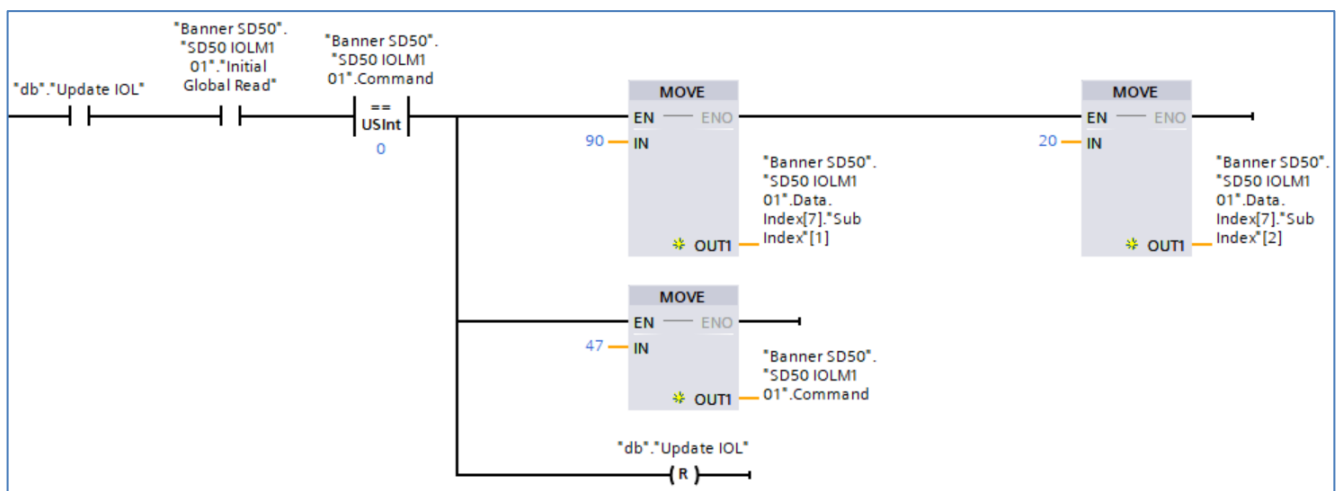 "Banner SD50".
"SD50 IOLM1
01"."Initial
Global Read"
"Banner SD50".
"SD50 IOLM1
01".Command
"db"."Update IOL"
==
USInt
0
MOVE
EN
ENO
90
IN
OUT1
"Banner SD50".
"SD50 IOLM1
01".Data.
Index[7]."Sub
Index"[1]
MOVE
EN
ENO
20
IN
OUT1
"Banner SD50".
"SD50 IOLM1
01".Data.
Index[7]."Sub
Index"[2]
MOVE
EN
ENO
47
IN
OUT1
"Banner SD50".
"SD50 IOLM1
01".Command
"db"."Update IOL"
R